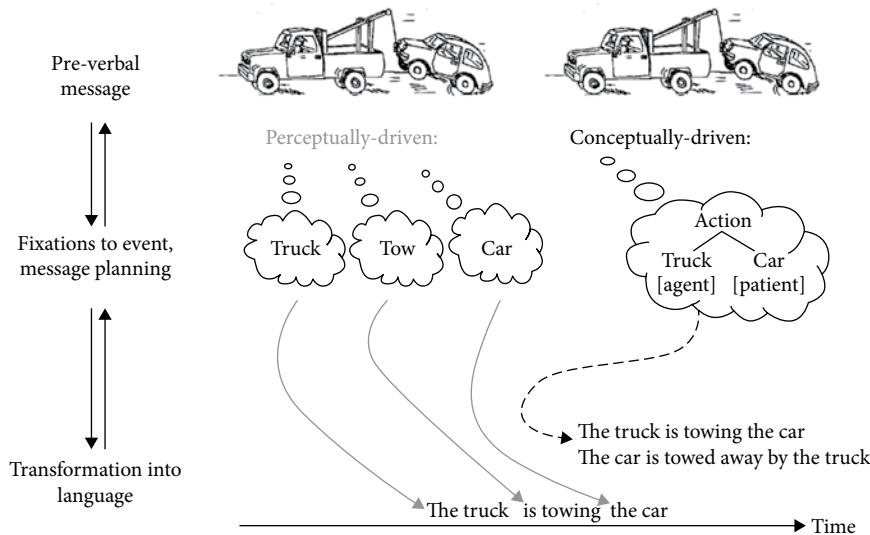 Pre-verbal
message
Perceptually-driven:
Conceptually-driven:
Fixations to event,
message planning
Truck
Tow
Car
Action
Truck
[agent]
Car
[patient]
Transformation into
language
The truck is towing the car
The car is towed away by the truck
The truck is towing the car
Time